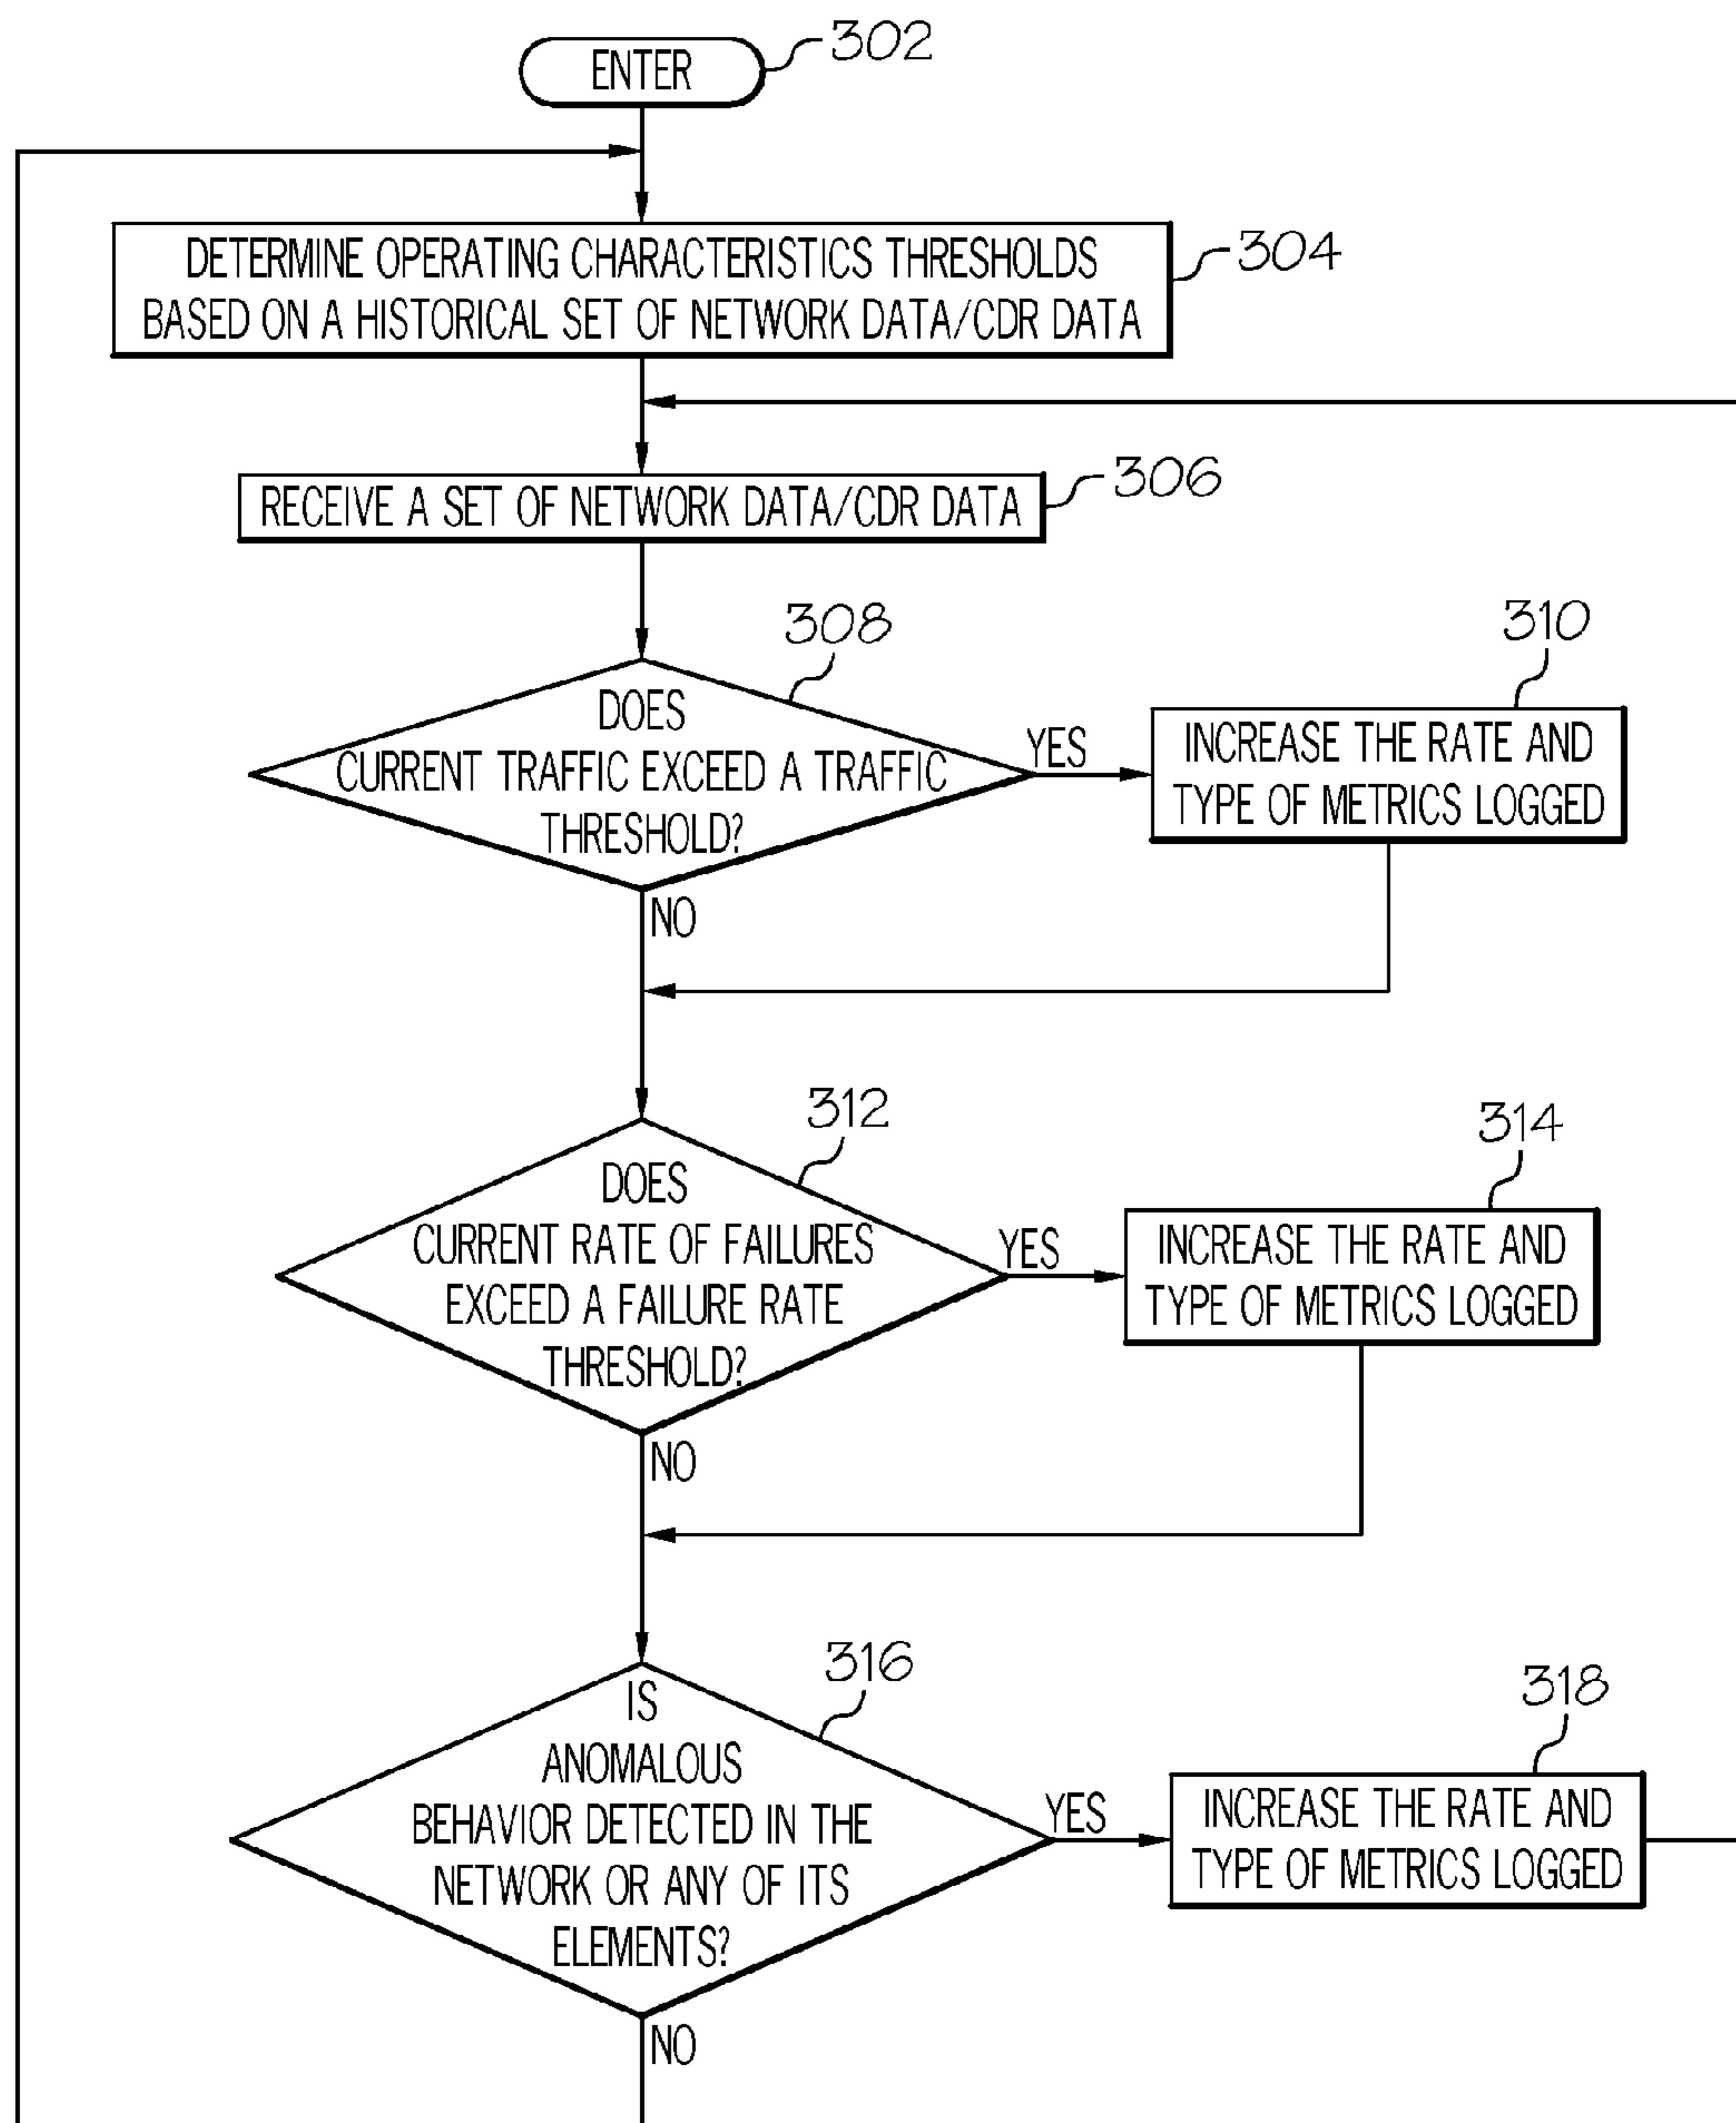 ENTER
302
DETERMINE OPERATING CHARACTERISTICS THRESHOLDS
BASED ON A HISTORICAL SET OF NETWORK DATA/CDR DATA
304
RECEIVE A SET OF NETWORK DATA/CDR DATA
306
308
DOES
CURRENT TRAFFIC EXCEED A TRAFFIC
THRESHOLD?
YES
NO
310
INCREASE THE RATE AND
TYPE OF METRICS LOGGED
312
DOES
CURRENT RATE OF FAILURES
EXCEED A FAILURE RATE
THRESHOLD?
YES
NO
314
INCREASE THE RATE AND
TYPE OF METRICS LOGGED
316
IS
ANOMALOUS
BEHAVIOR DETECTED IN THE
NETWORK OR ANY OF ITS
ELEMENTS?
YES
NO
318
INCREASE THE RATE AND
TYPE OF METRICS LOGGED